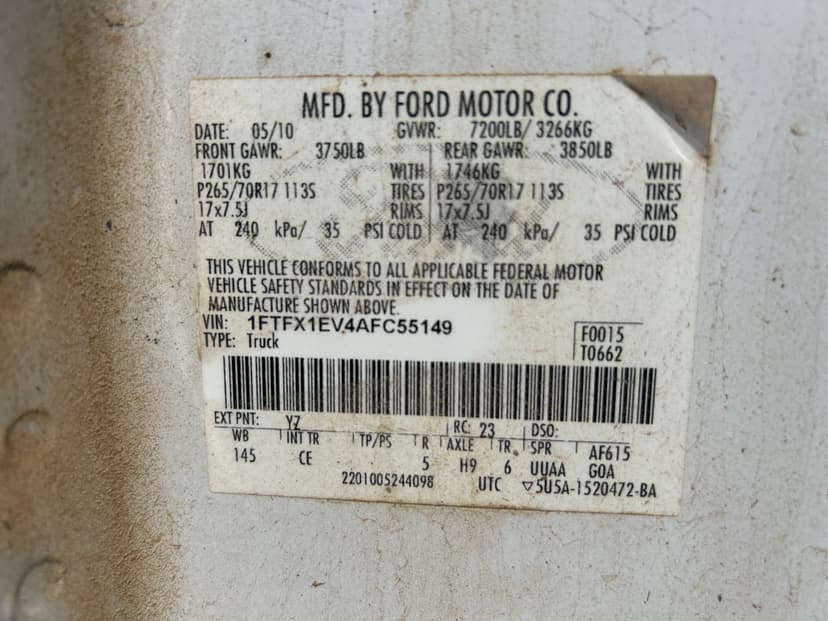 MFD. BY FORD MOTOR CO.
DATE: 05/10 GVWR: 7200LB/ 3266KG
FRONT GAWR: 3750LB REAR GAWR: 3850LB
1701KG WITH 1746KG WITH
P265/70R17 113S TIRES P265/70R17 113S TIRES
17x7.5J RIMS 17x7.5J RIMS
AT 240 kPa/ 35 PSI COLD AT 240 kPa/ 35 PSI COLD
THIS VEHICLE CONFORMS TO ALL APPLICABLE FEDERAL MOTOR
VEHICLE SAFETY STANDARDS IN EFFECT ON THE DATE OF
MANUFACTURE SHOWN ABOVE.
VIN: 1FTFX1EV4AFC55149 F0015
TYPE: Truck T0662
EXT PNT: YZ RC: 23 DSO:
WB INT TR TP/PS R AXLE TR SPR AF615
145 CE 5 H9 6 UUAA GOA
2201005244098 UTC ▽5U5A-1520472-BA